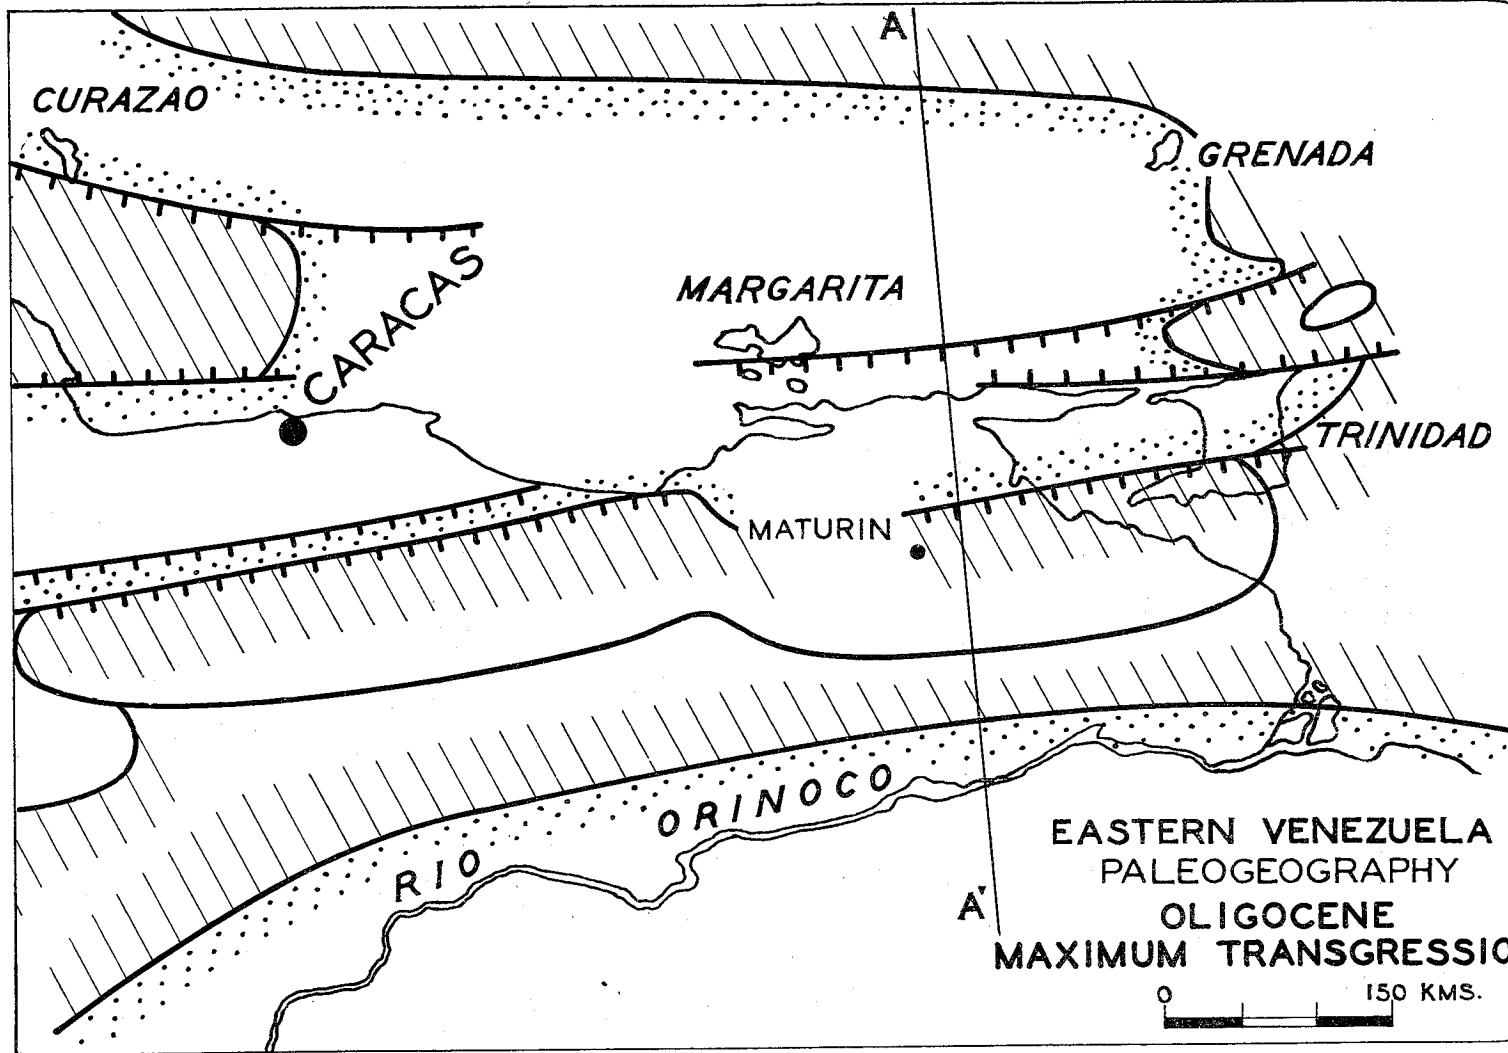 A
CURAZAO
GRENADA
CARACAS
MARGARITA
TRINIDAD
MATURIN
RIO ORINOCO
A'
EASTERN VENEZUELA
PALEOGEOGRAPHY
OLIGOCENE
MAXIMUM TRANSGRESSIO
0 150 KMS.